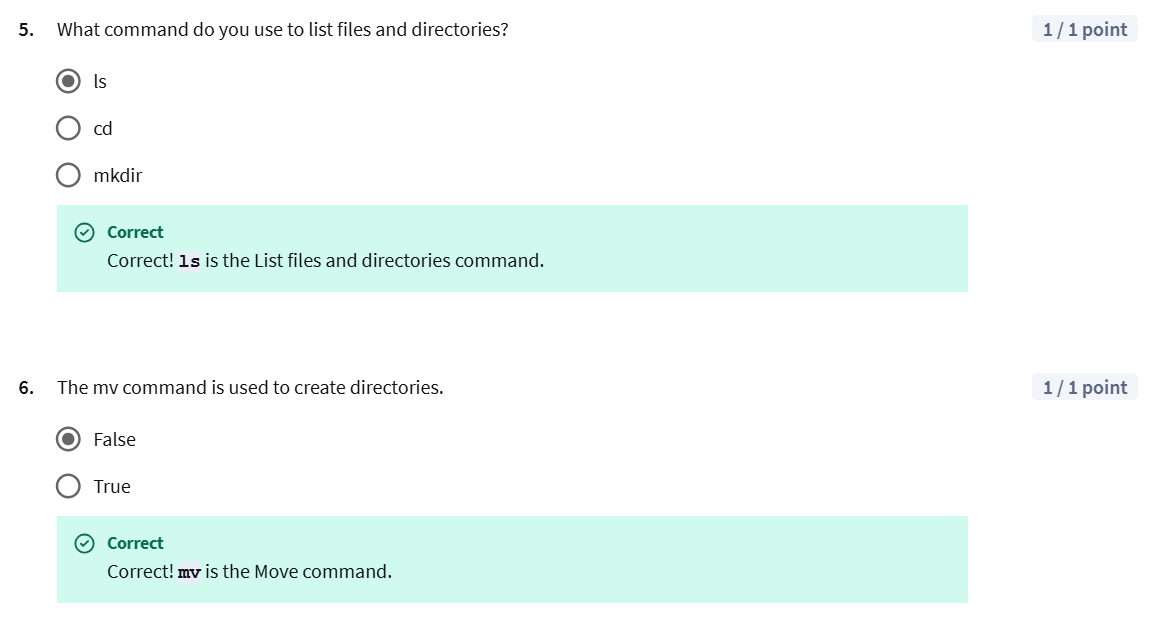 5. What command do you use to list files and directories? 1 / 1 point
ls
cd
mkdir
Correct
Correct! ls is the List files and directories command.
6. The mv command is used to create directories. 1 / 1 point
False
True
Correct
Correct! mv is the Move command.